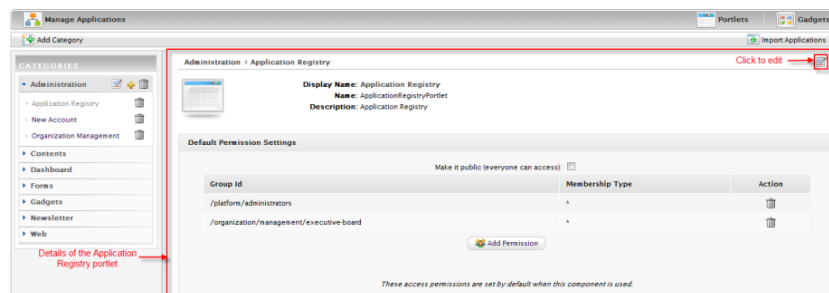 Manage Applications
Portlets
Gadgets
Add Category
Import Applications
CATEGORIES
Administration
Application Registry
New Account
Organization Management
Contents
Dashboard
Forms
Gadgets
Newsletter
Web
Details of the Application
Registry portlet
Administration › Application Registry
Click to edit
Display Name: Application Registry
Name: ApplicationRegistryPortlet
Description: Application Registry
Default Permission Settings
Make it public (everyone can access):
Group Id Membership Type Action
/platform/administrators *
/organization/management/executive-board *
Add Permission
These access permissions are set by default when this component is used.